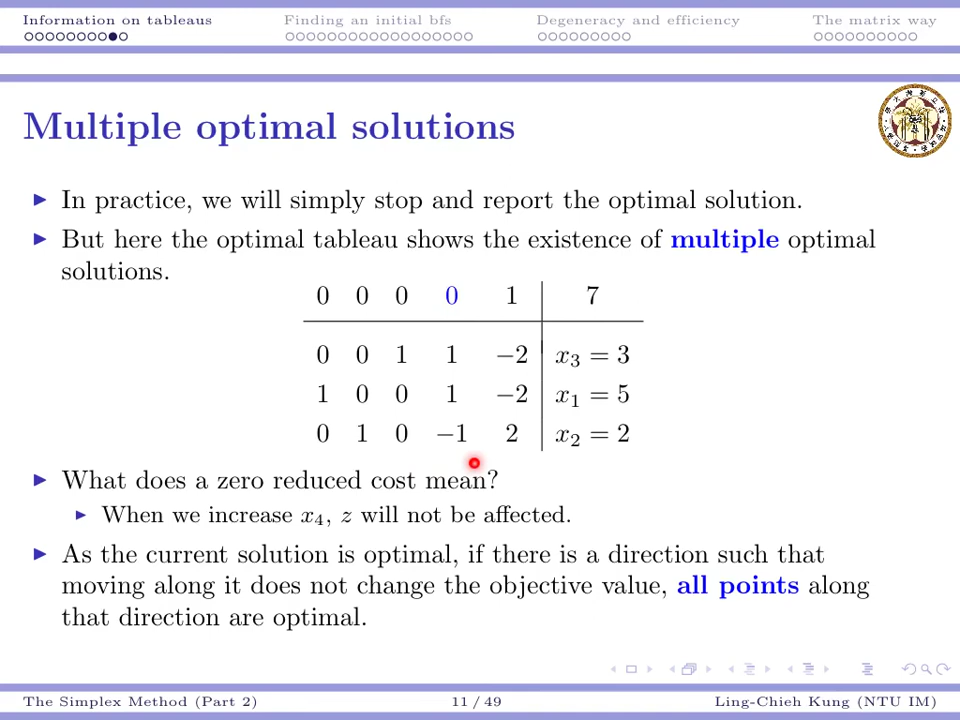 Information on tableaus Finding an initial bfs Degeneracy and efficiency The matrix way
Multiple optimal solutions
In practice, we will simply stop and report the optimal solution.
But here the optimal tableau shows the existence of multiple optimal
solutions.
0 0 0 0 1 7
0 0 1 1 −2 x₃ = 3
1 0 0 1 −2 x₁ = 5
0 1 0 −1 2 x₂ = 2
What does a zero reduced cost mean?
When we increase x₄, z will not be affected.
As the current solution is optimal, if there is a direction such that
moving along it does not change the objective value, all points along
that direction are optimal.
The Simplex Method (Part 2) 11 / 49 Ling-Chieh Kung (NTU IM)